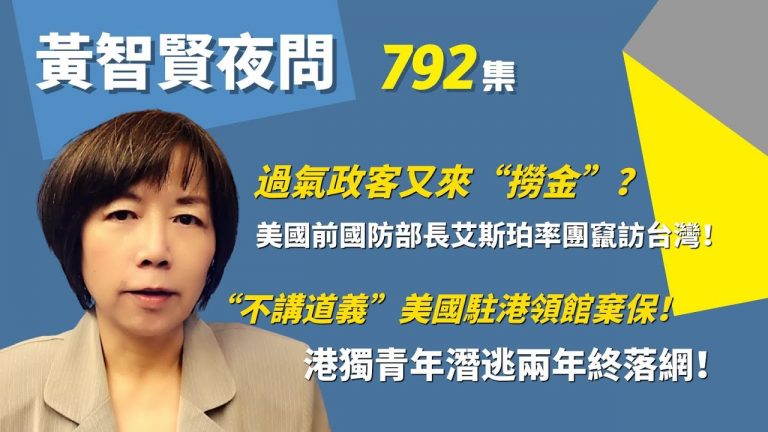 黃智賢夜問 792集
過氣政客又來“撈金”？
美國前國防部長艾斯珀率團竄訪台灣！
“不講道義”美國駐港領館棄保！
港獨青年潛逃兩年終落網！